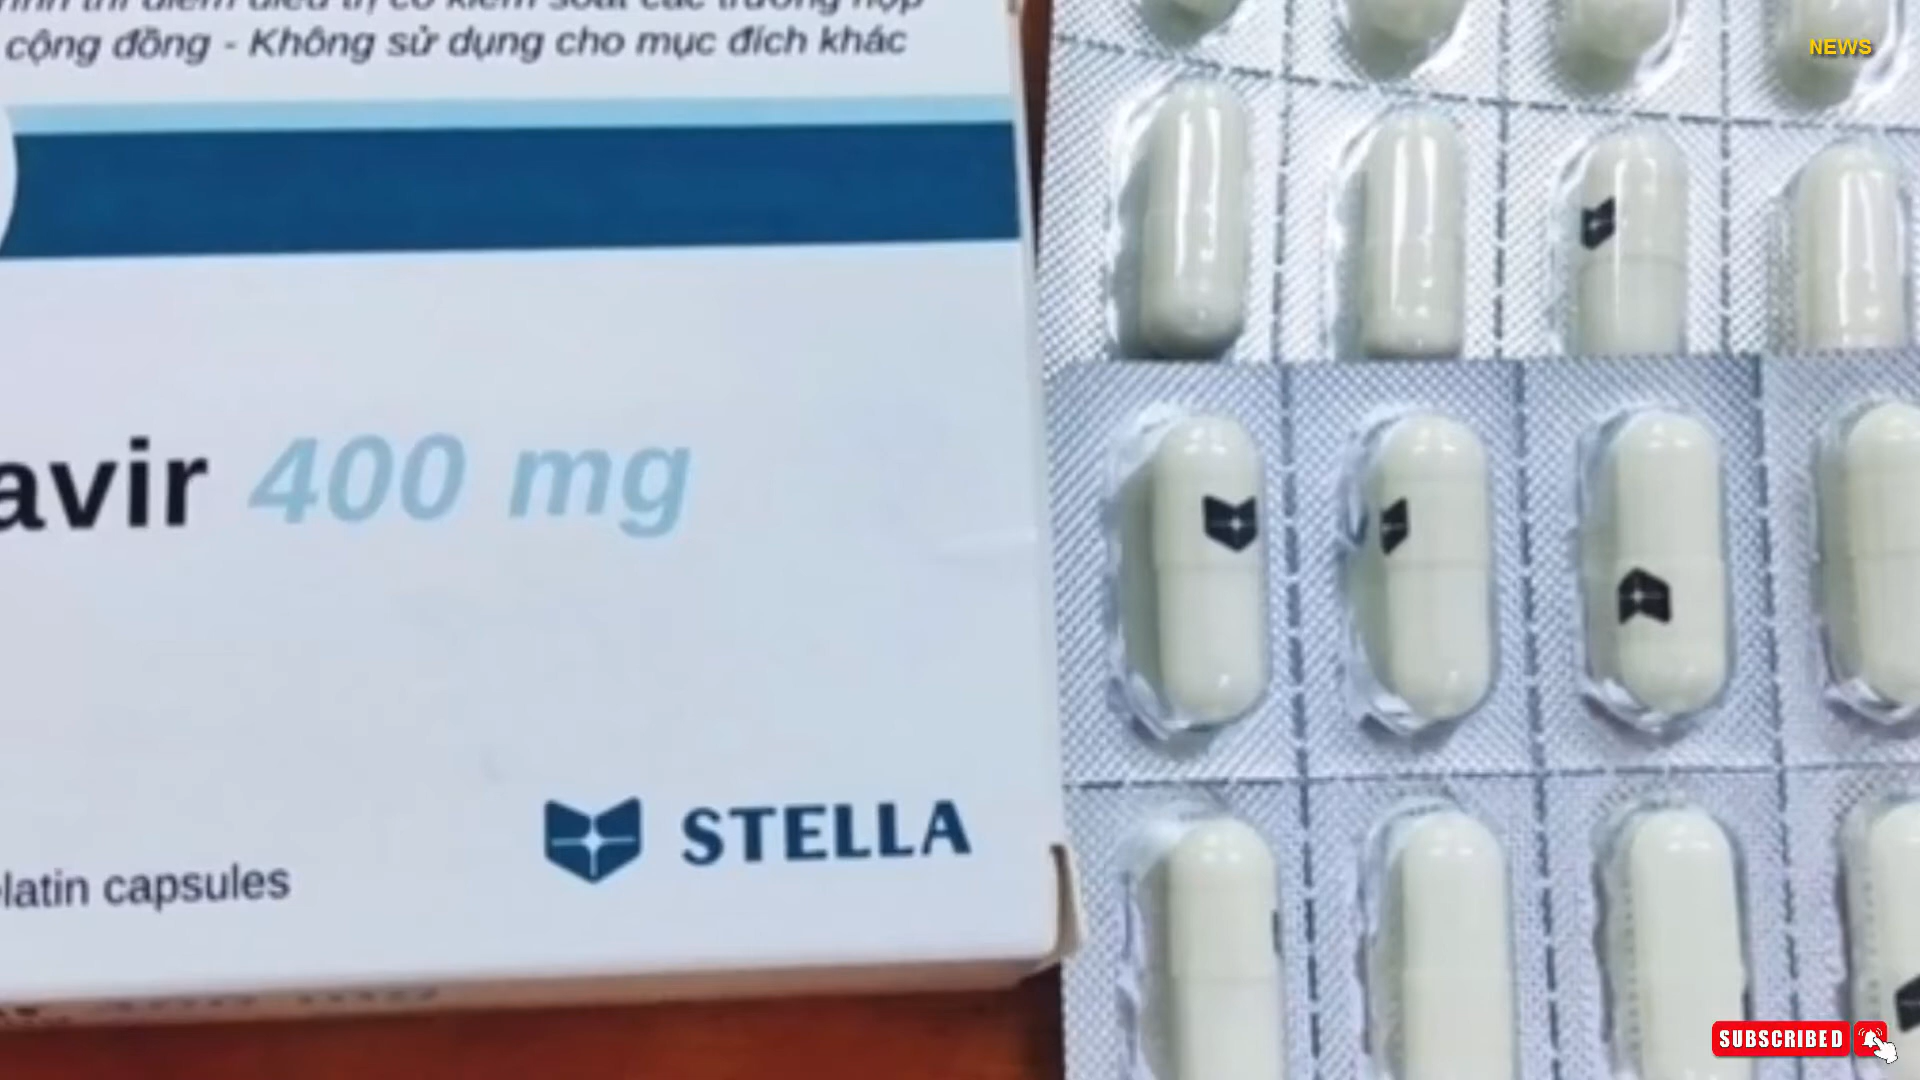 cộng đồng - Không sử dụng cho mục đích khác
NEWS
avir 400 mg
STELLA
latin capsules
SUBSCRIBED